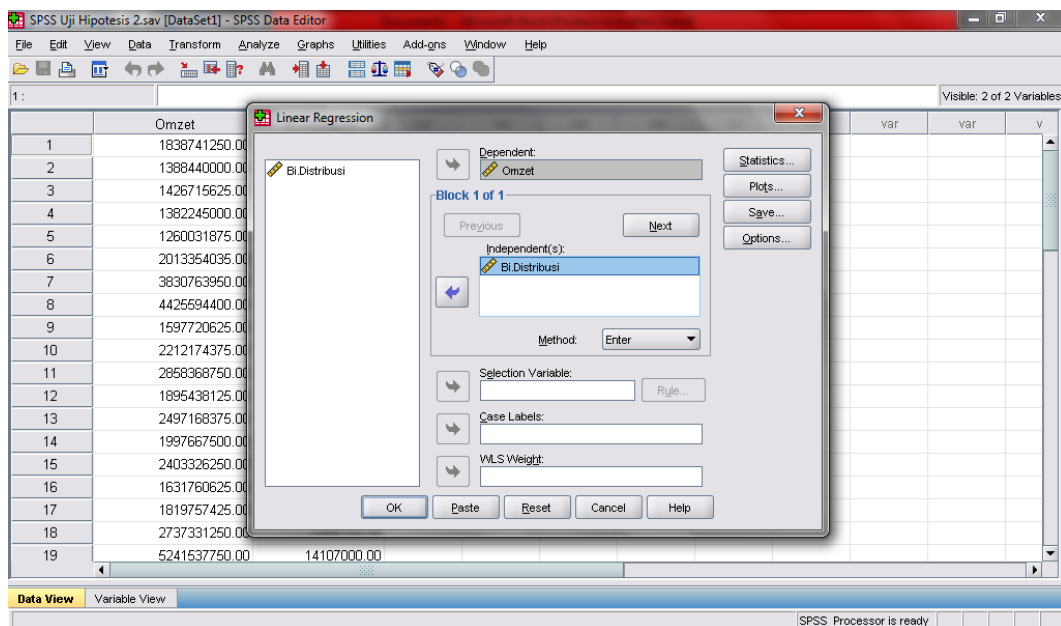 SPSS Uji Hipotesis 2.sav [DataSet1] - SPSS Data Editor
File Edit View Data Transform Analyze Graphs Utilities Add-ons Window Help
1 :
Visible: 2 of 2 Variables
Omzet var var v
1 1838741250.00
2 1388440000.00
3 1426715625.00
4 1382245000.00
5 1260031875.00
6 2013354035.00
7 3830763950.00
8 4425594400.00
9 1597720625.00
10 2212174375.00
11 2858368750.00
12 1895438125.00
13 2497168375.00
14 1997667500.00
15 2403326250.00
16 1631760625.00
17 1819757425.00
18 2737331250.00
19 5241537750.00 14107000.00
Linear Regression
Bi.Distribusi
Dependent:
Omzet
Block 1 of 1
Previous Next
Independent(s):
Bi.Distribusi
Method: Enter
Selection Variable:
Rule...
Case Labels:
WLS Weight:
Statistics...
Plots...
Save...
Options...
OK Paste Reset Cancel Help
Data View Variable View
SPSS Processor is ready